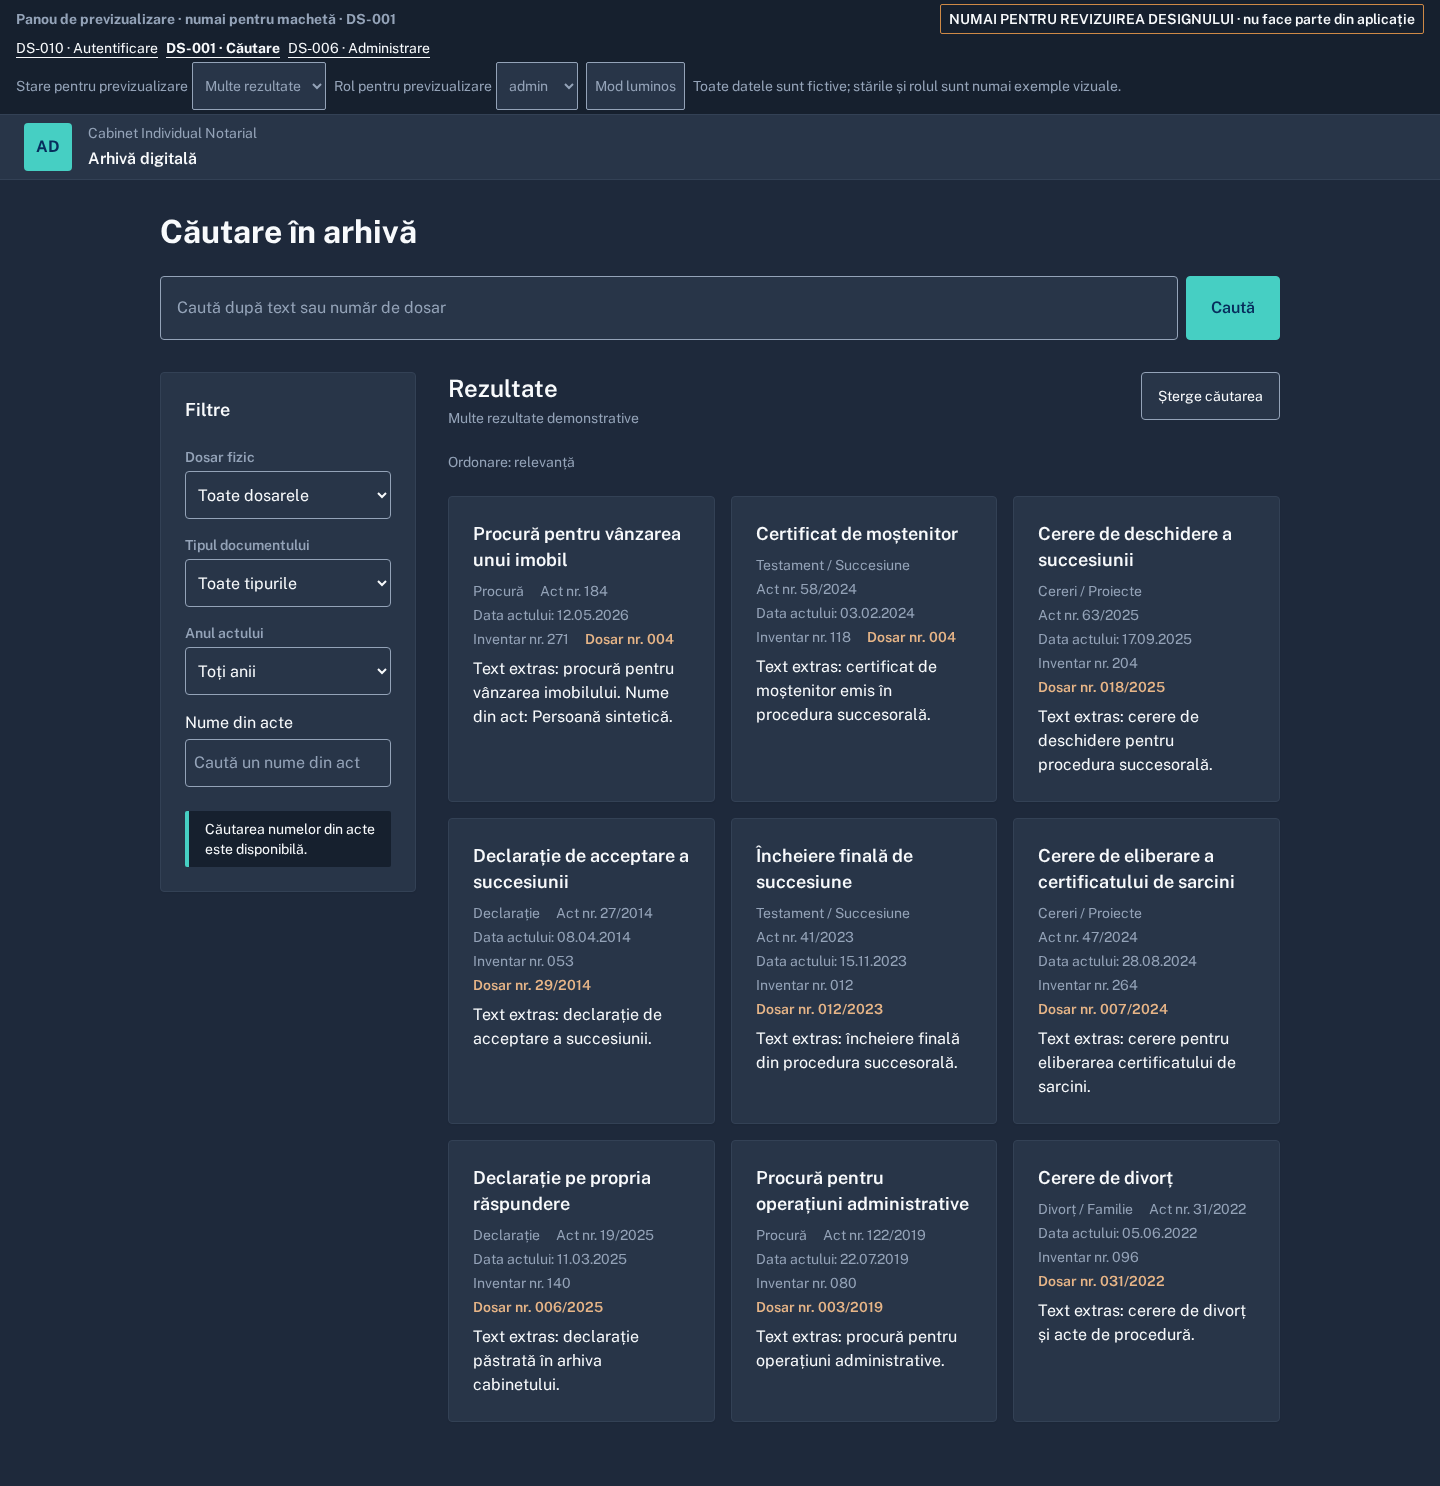 Panou de previzualizare · numai pentru machetă · DS-001
NUMAI PENTRU REVIZUIREA DESIGNULUI · nu face parte din aplicație
DS-010 · Autentificare DS-001 · Căutare DS-006 · Administrare
Stare pentru previzualizare Multe rezultate Rol pentru previzualizare admin Mod luminos Toate datele sunt fictive; stările și rolul sunt numai exemple vizuale.
AD
Cabinet Individual Notarial
Arhivă digitală
Căutare în arhivă
Caută după text sau număr de dosar
Caută
Filtre
Dosar fizic
Toate dosarele
Tipul documentului
Toate tipurile
Anul actului
Toți anii
Nume din acte
Caută un nume din act
Căutarea numelor din acte
este disponibilă.
Rezultate
Multe rezultate demonstrative
Șterge căutarea
Ordonare: relevanță
Procură pentru vânzarea
unui imobil
Procură Act nr. 184
Data actului: 12.05.2026
Inventar nr. 271 Dosar nr. 004
Text extras: procură pentru
vânzarea imobilului. Nume
din act: Persoană sintetică.
Certificat de moștenitor
Testament / Succesiune
Act nr. 58/2024
Data actului: 03.02.2024
Inventar nr. 118 Dosar nr. 004
Text extras: certificat de
moștenitor emis în
procedura succesorală.
Cerere de deschidere a
succesiunii
Cereri / Proiecte
Act nr. 63/2025
Data actului: 17.09.2025
Inventar nr. 204
Dosar nr. 018/2025
Text extras: cerere de
deschidere pentru
procedura succesorală.
Declarație de acceptare a
succesiunii
Declarație Act nr. 27/2014
Data actului: 08.04.2014
Inventar nr. 053
Dosar nr. 29/2014
Text extras: declarație de
acceptare a succesiunii.
Încheiere finală de
succesiune
Testament / Succesiune
Act nr. 41/2023
Data actului: 15.11.2023
Inventar nr. 012
Dosar nr. 012/2023
Text extras: încheiere finală
din procedura succesorală.
Cerere de eliberare a
certificatului de sarcini
Cereri / Proiecte
Act nr. 47/2024
Data actului: 28.08.2024
Inventar nr. 264
Dosar nr. 007/2024
Text extras: cerere pentru
eliberarea certificatului de
sarcini.
Declarație pe propria
răspundere
Declarație Act nr. 19/2025
Data actului: 11.03.2025
Inventar nr. 140
Dosar nr. 006/2025
Text extras: declarație
păstrată în arhiva
cabinetului.
Procură pentru
operațiuni administrative
Procură Act nr. 122/2019
Data actului: 22.07.2019
Inventar nr. 080
Dosar nr. 003/2019
Text extras: procură pentru
operațiuni administrative.
Cerere de divorț
Divorț / Familie Act nr. 31/2022
Data actului: 05.06.2022
Inventar nr. 096
Dosar nr. 031/2022
Text extras: cerere de divorț
și acte de procedură.